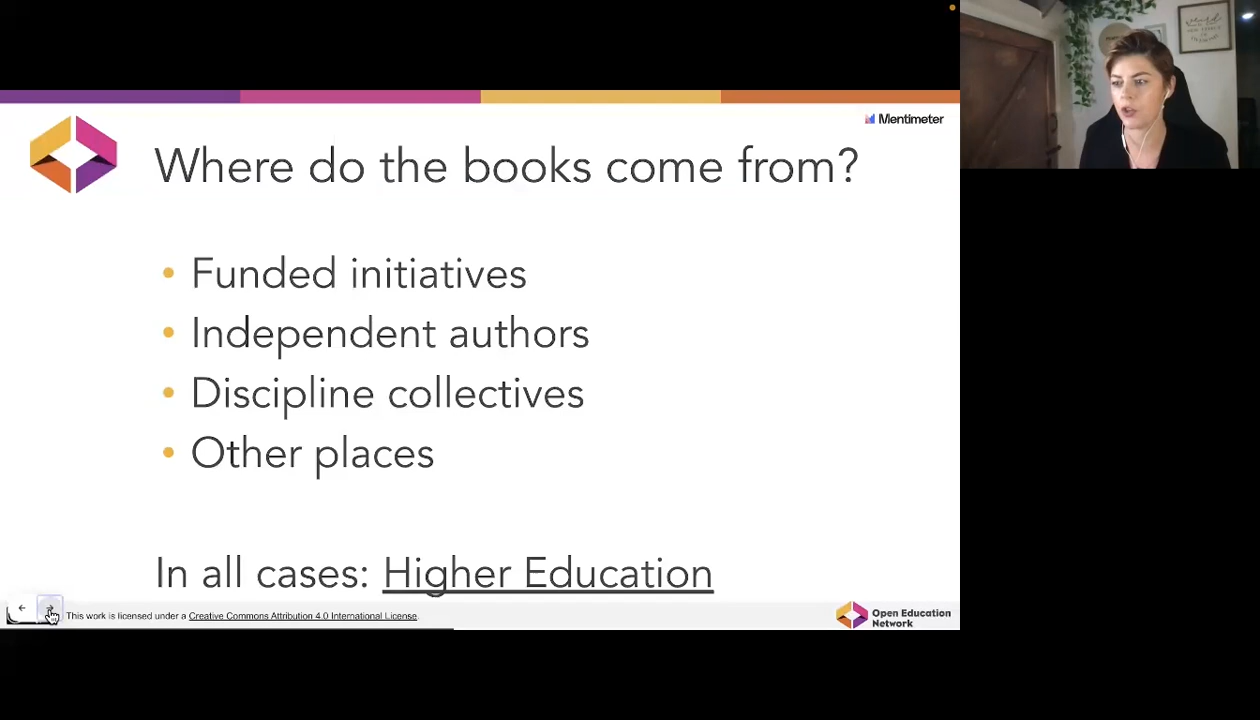 Mentimeter
Where do the books come from?
• Funded initiatives
• Independent authors
• Discipline collectives
• Other places
In all cases: Higher Education
This work is licensed under a Creative Commons Attribution 4.0 International License.
Open Education
Network